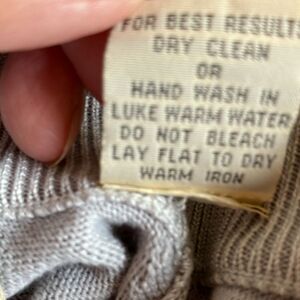 FOR BEST RESULTS
DRY CLEAN
OR
HAND WASH IN
LUKE WARM WATER
DO NOT BLEACH
LAY FLAT TO DAY
WARM IRON